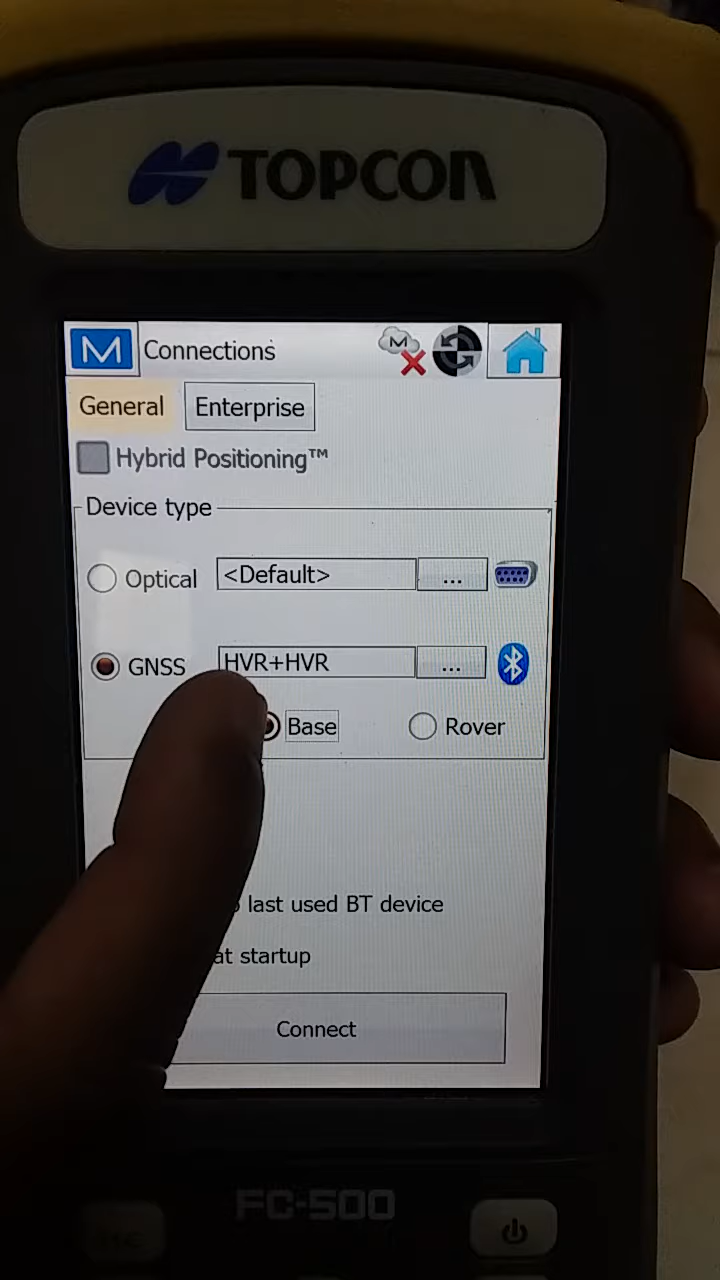 TOPCON
M Connections M
General Enterprise
Hybrid Positioning™
Device type
Optical <Default> ...
GNSS HVR+HVR ...
Base Rover
last used BT device
at startup
Connect
FC-500